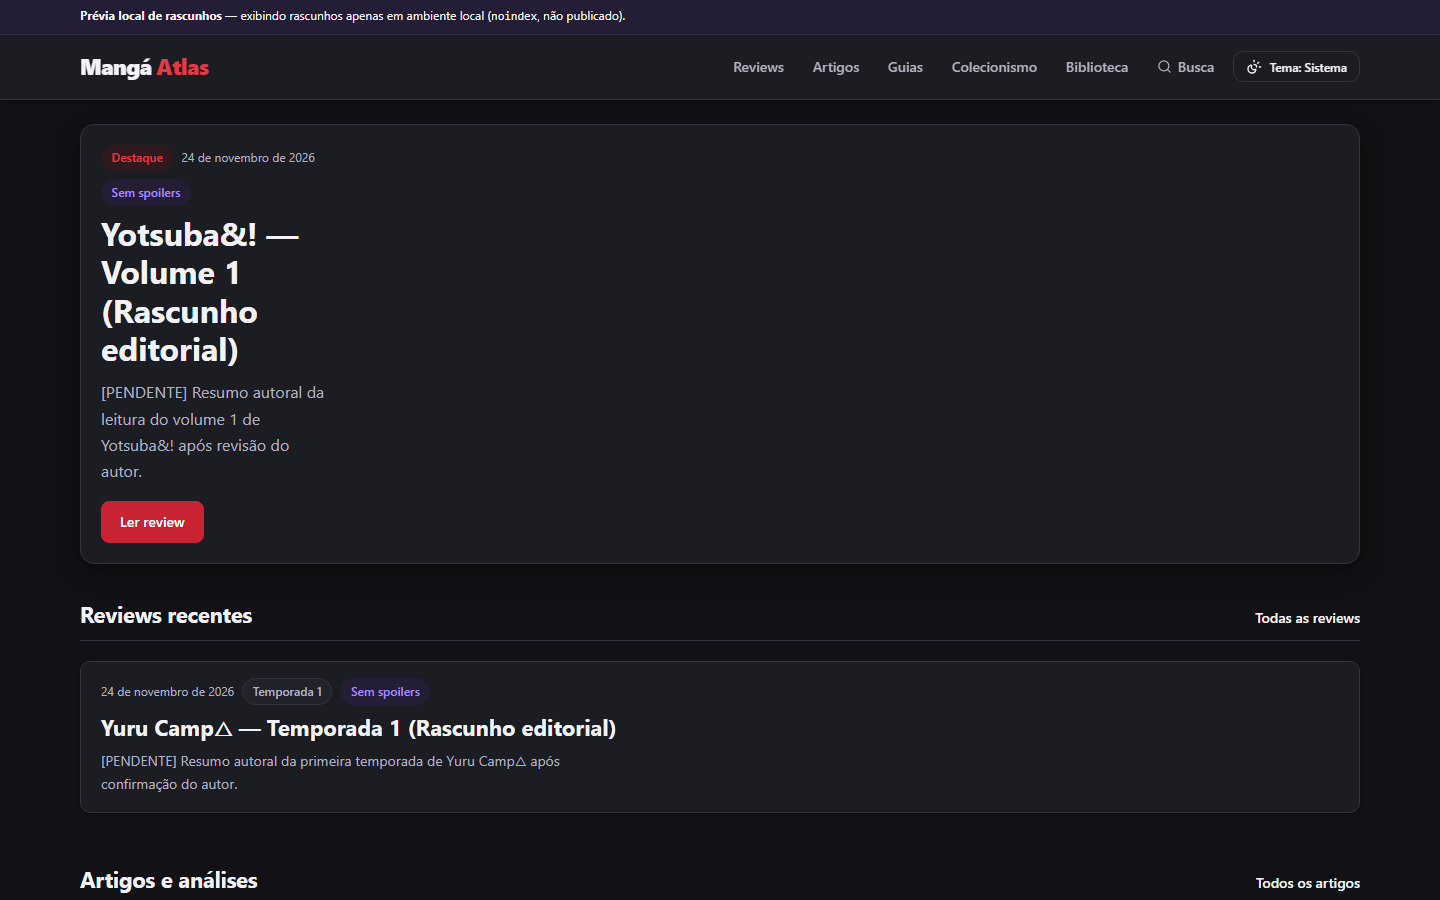 Prévia local de rascunhos — exibindo rascunhos apenas em ambiente local (noindex, não publicado).
Mangá Atlas
Reviews
Artigos
Guias
Colecionismo
Biblioteca
Busca
Tema: Sistema
Destaque 24 de novembro de 2026
Sem spoilers
Yotsuba&! —
Volume 1
(Rascunho
editorial)
[PENDENTE] Resumo autoral da
leitura do volume 1 de
Yotsuba&! após revisão do
autor.
Ler review
Reviews recentes
Todas as reviews
24 de novembro de 2026 Temporada 1 Sem spoilers
Yuru Camp△ — Temporada 1 (Rascunho editorial)
[PENDENTE] Resumo autoral da primeira temporada de Yuru Camp△ após
confirmação do autor.
Artigos e análises
Todos os artigos